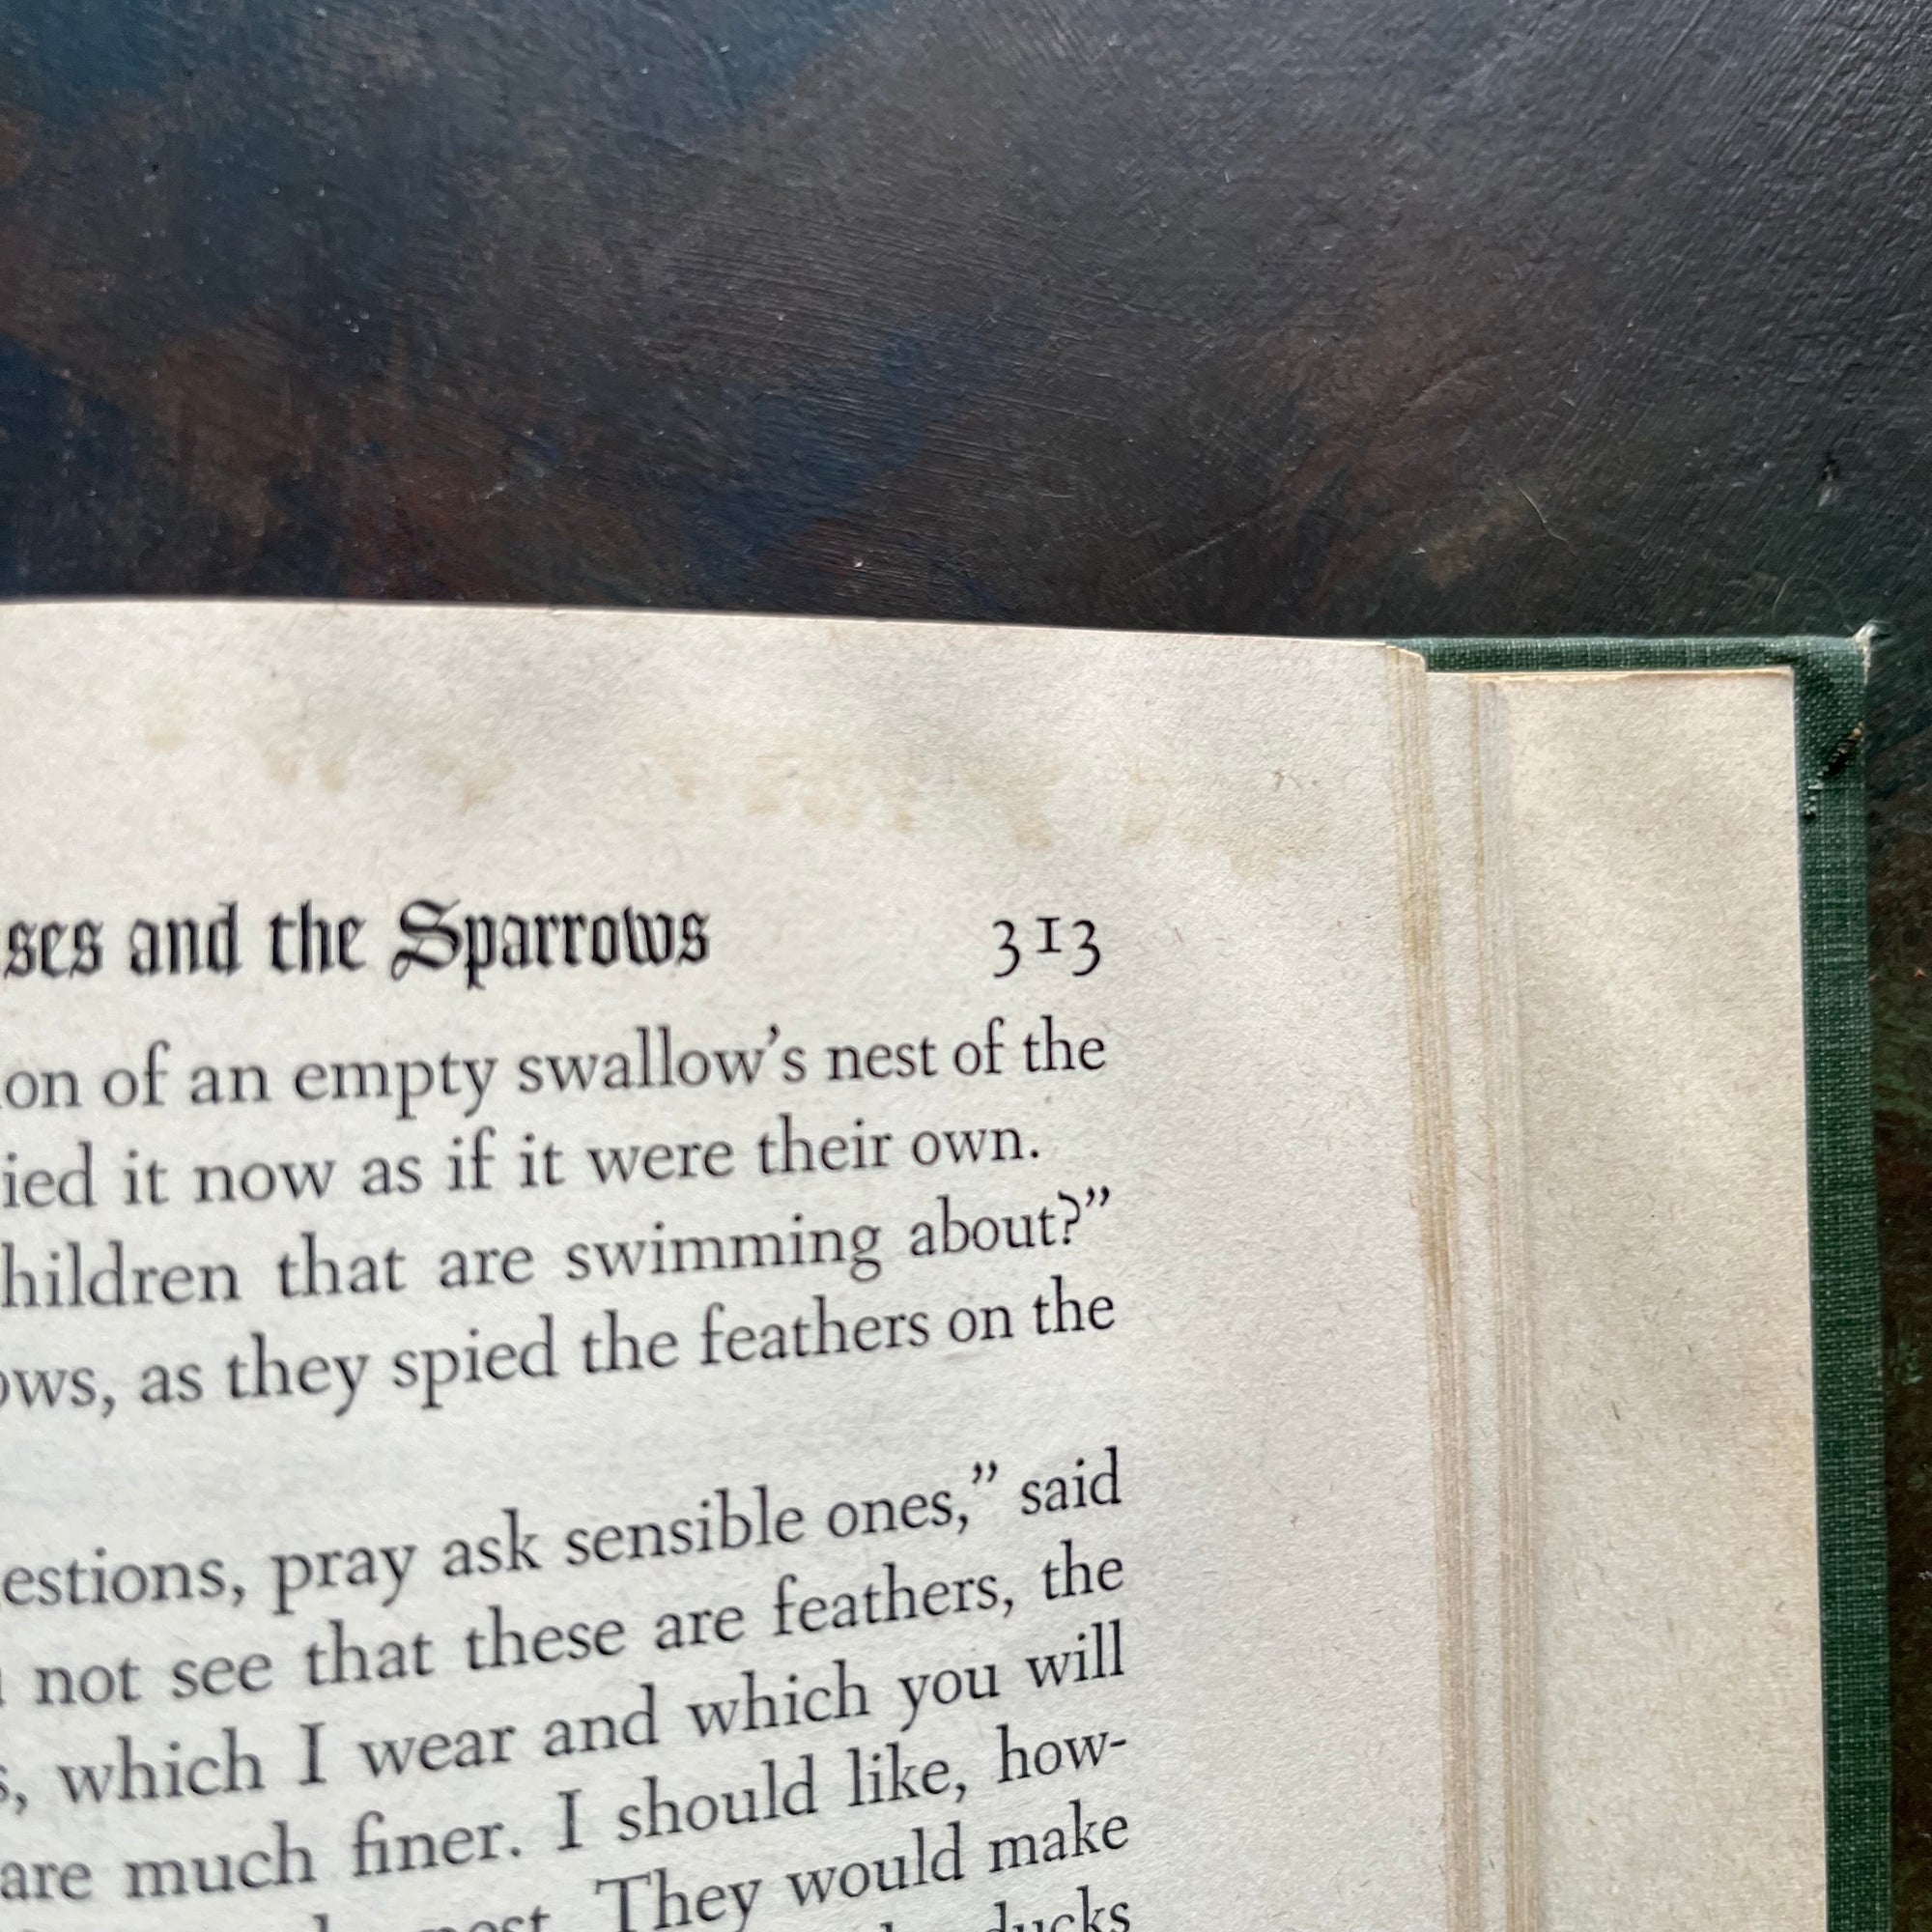 ses and the Sparrows 313
on of an empty swallow's nest of the
ied it now as if it were their own.
hildren that are swimming about?”
ows, as they spied the feathers on the
estions, pray ask sensible ones,” said
not see that these are feathers, the
s, which I wear and which you will
are much finer. I should like, how-
nest. They would make
ducks